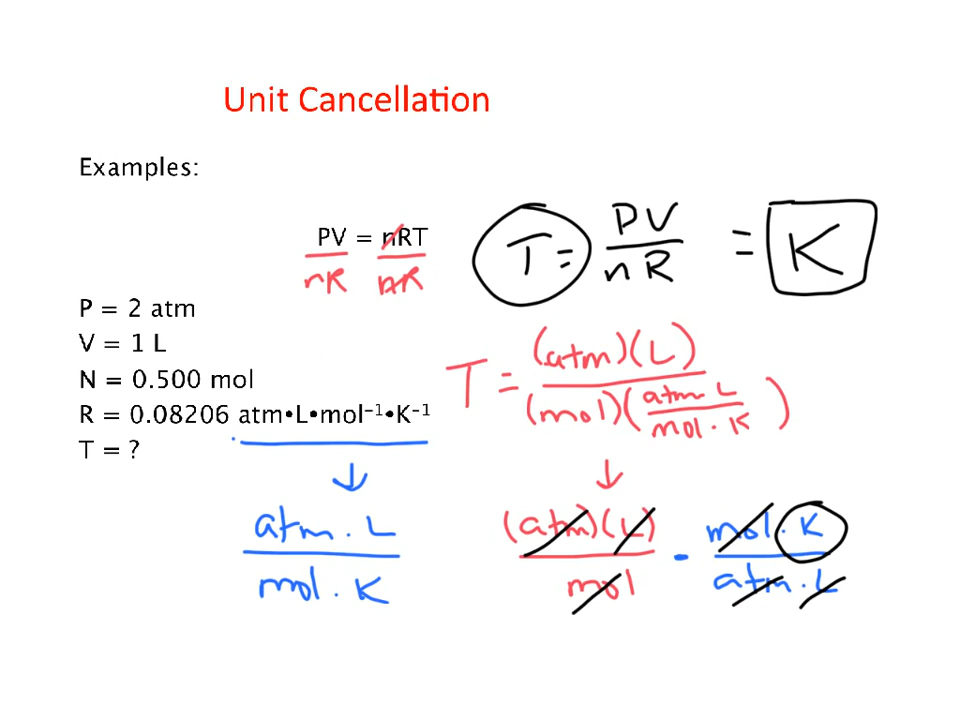 Unit Cancellation
Examples:
PV = nRT
nR nR
T = PV / nR = K
P = 2 atm
V = 1 L
N = 0.500 mol
R = 0.08206 atm•L•mol⁻¹•K⁻¹
T = ?
T = (atm)(L) / (mol)(atm L / mol · K)
↓
atm · L
mol · K
↓
(atm)(L) / mol · mol · K / atm · L